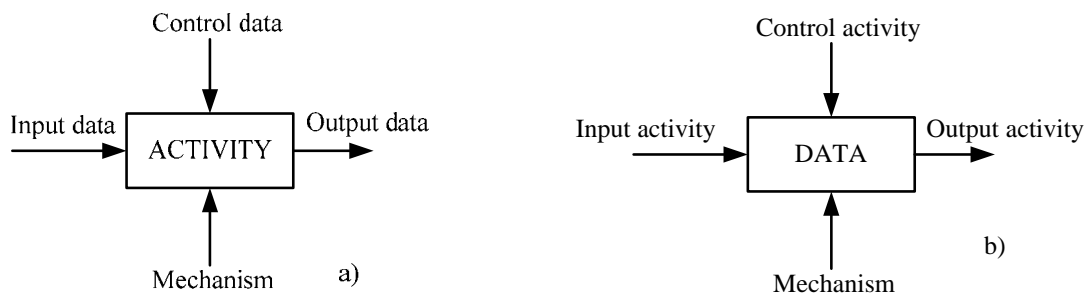 Control data
Input data
ACTIVITY
Output data
Mechanism
a)
Control activity
Input activity
DATA
Output activity
Mechanism
b)